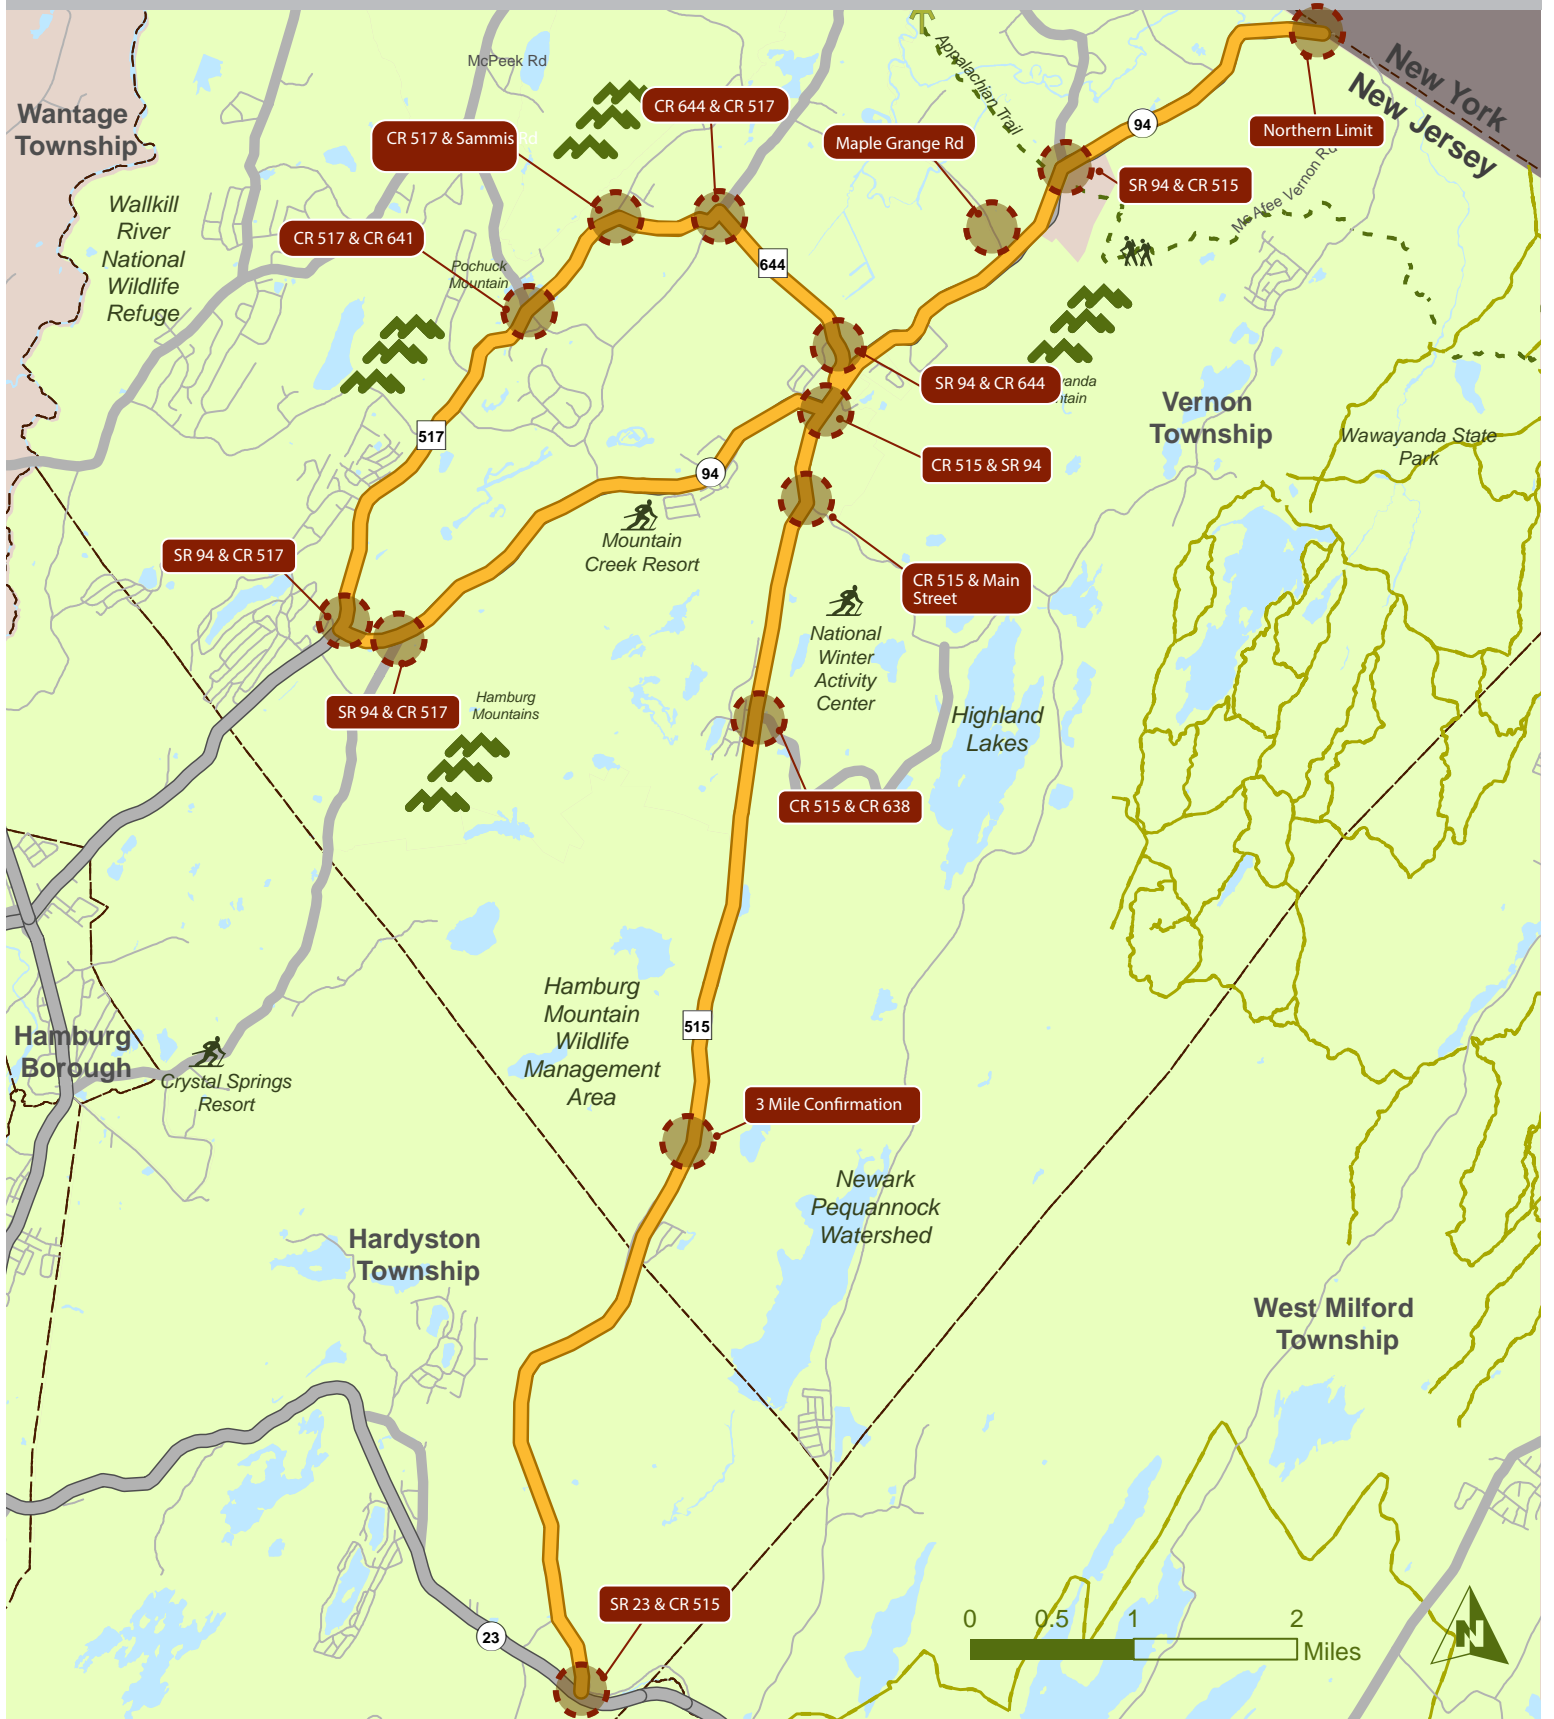 McPeek Rd
Wantage
Township
CR 517 & Sammis Rd
CR 644 & CR 517
Appalachian Trail
Maple Grange Rd
94
Northern Limit
New York
New Jersey
SR 94 & CR 515
Mc Afee Vernon Rd
Wallkill
River
National
Wildlife
Refuge
CR 517 & CR 641
Pochuck
Mountain
644
SR 94 & CR 644
Vernon
Township
Wawayanda State
Park
517
94
CR 515 & SR 94
Mountain
Creek Resort
SR 94 & CR 517
CR 515 & Main
Street
National
Winter
Activity
Center
SR 94 & CR 517
Hamburg
Mountains
Highland
Lakes
CR 515 & CR 638
Hamburg
Mountain
Wildlife
Management
Area
515
Hamburg
Borough
Crystal Springs
Resort
3 Mile Confirmation
Newark
Pequannock
Watershed
Hardyston
Township
West Milford
Township
SR 23 & CR 515
23
0 0.5 1 2
Miles
N